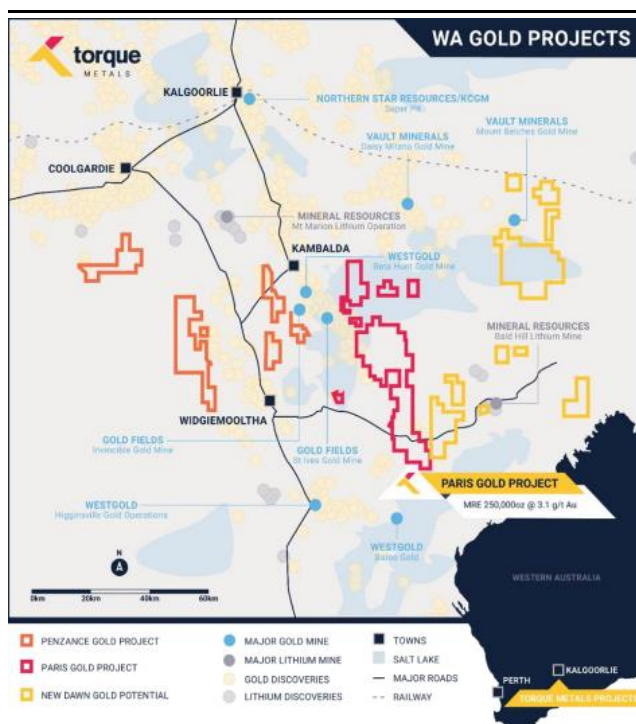 torque
METALS
WA GOLD PROJECTS
KALGOORLIE
NORTHERN STAR RESOURCES/KCGM
Super Pit
VAULT MINERALS
Daisy Milano Gold Mine
VAULT MINERALS
Mount Belches Gold Mine
COOLGARDIE
MINERAL RESOURCES
Mt Marion Lithium Operation
KAMBALDA
WESTGOLD
Beta Hunt Gold Mine
MINERAL RESOURCES
Bald Hill Lithium Mine
WIDGIEMOOLTHA
GOLD FIELDS
Invincible Gold Mine
GOLD FIELDS
St Ives Gold Mine
PARIS GOLD PROJECT
MRE 250,000oz @ 3.1 g/t Au
WESTGOLD
Higginsville Gold Operations
WESTGOLD
Gold
N
0km 20km 40km 60km
WESTERN AUSTRALIA
KALGOORLIE
PERTH
TORQUE METALS PROJECTS
PENZANCE GOLD PROJECT
PARIS GOLD PROJECT
NEW DAWN GOLD POTENTIAL
MAJOR GOLD MINE
MAJOR LITHIUM MINE
GOLD DISCOVERIES
LITHIUM DISCOVERIES
TOWNS
SALT LAKE
MAJOR ROADS
RAILWAY